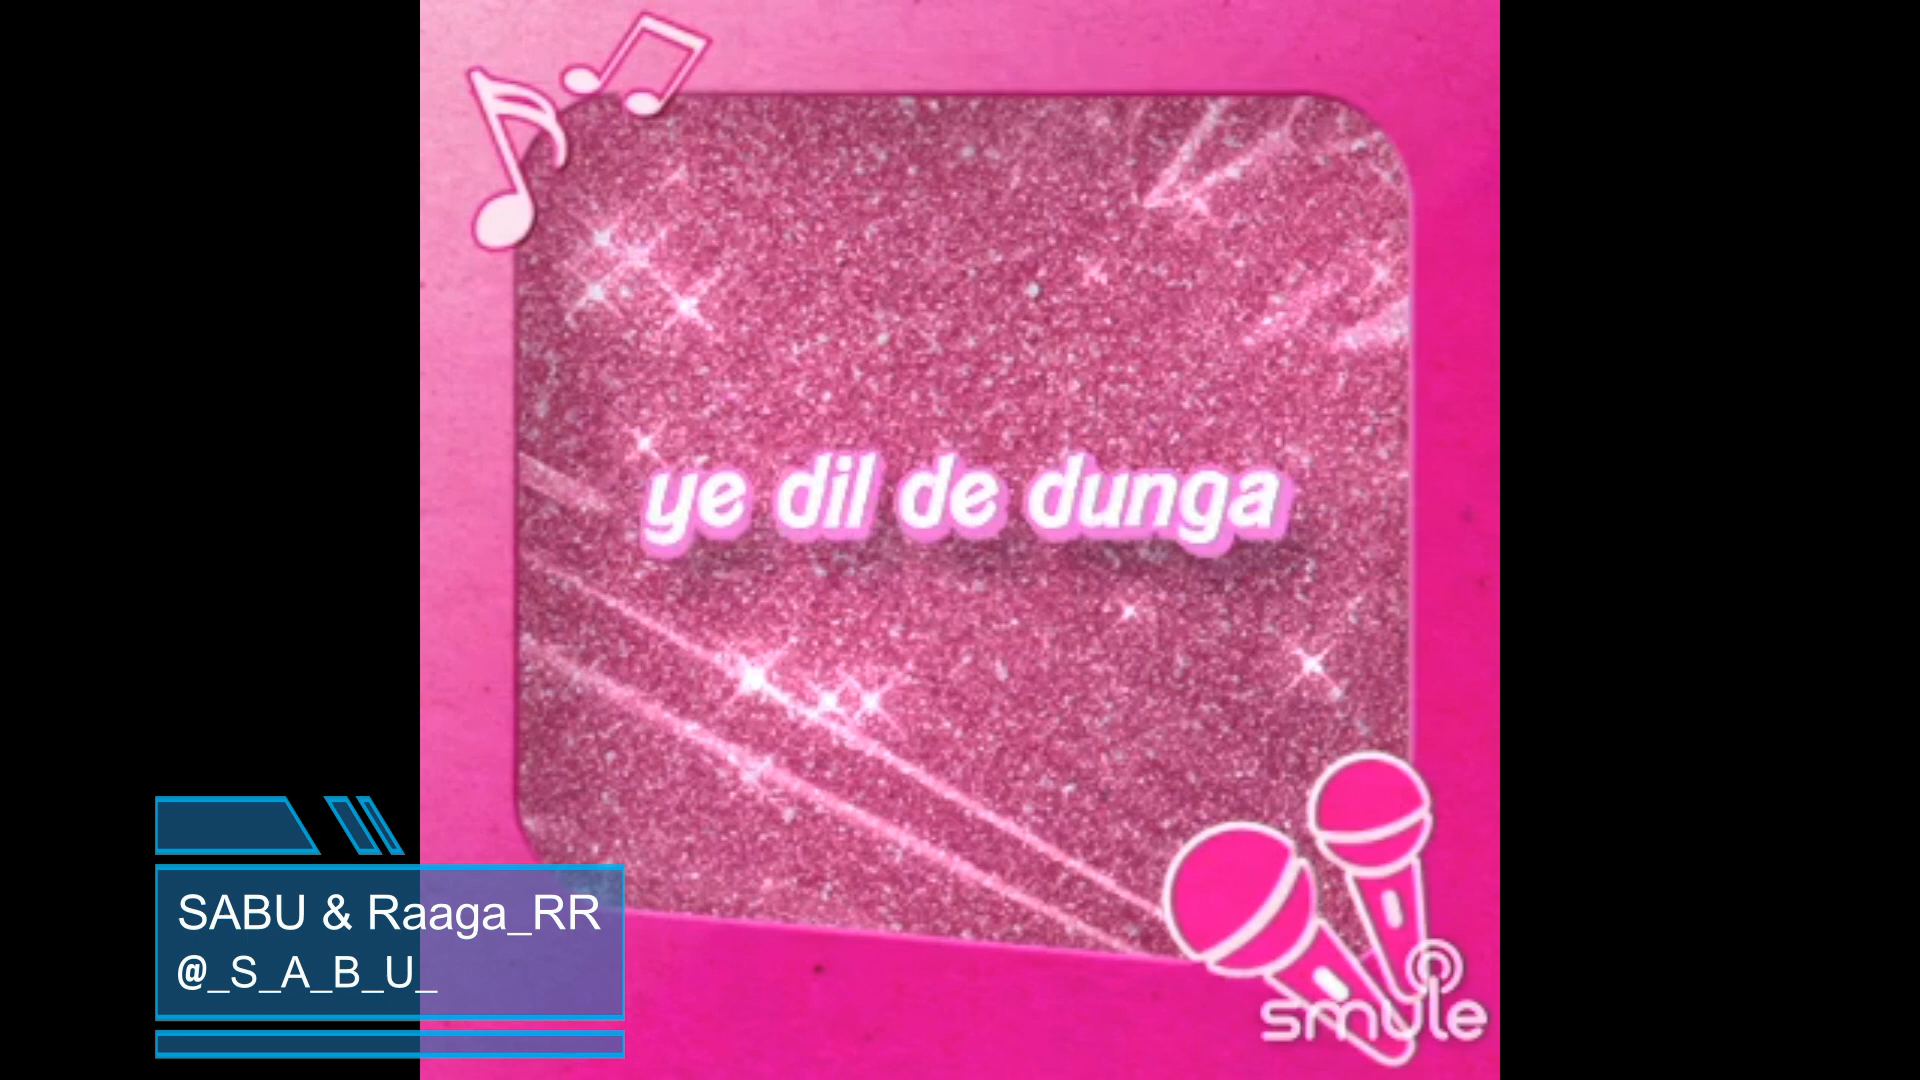 ye dil de dunga
SABU & Raaga_RR
@_S_A_B_U_
smule